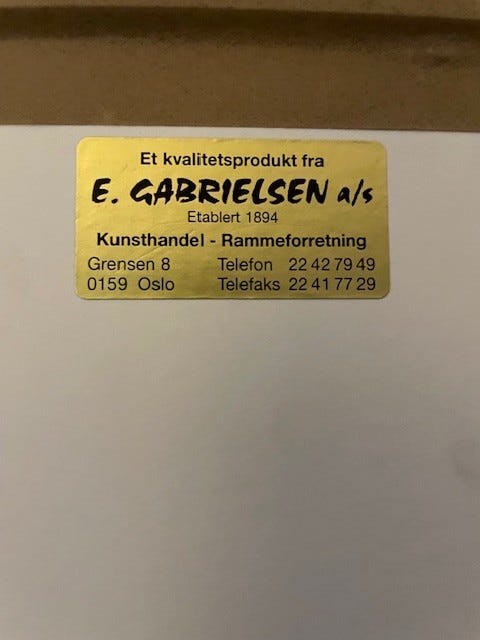 Et kvalitetsprodukt fra
E. GABRIELSEN a/s
Etablert 1894
Kunsthandel - Rammeforretning
Grensen 8 Telefon 22 42 79 49
0159 Oslo Telefaks 22 41 77 29